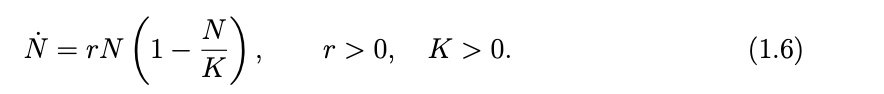 Ṅ = rN (1 − N/K), r > 0, K > 0. (1.6)